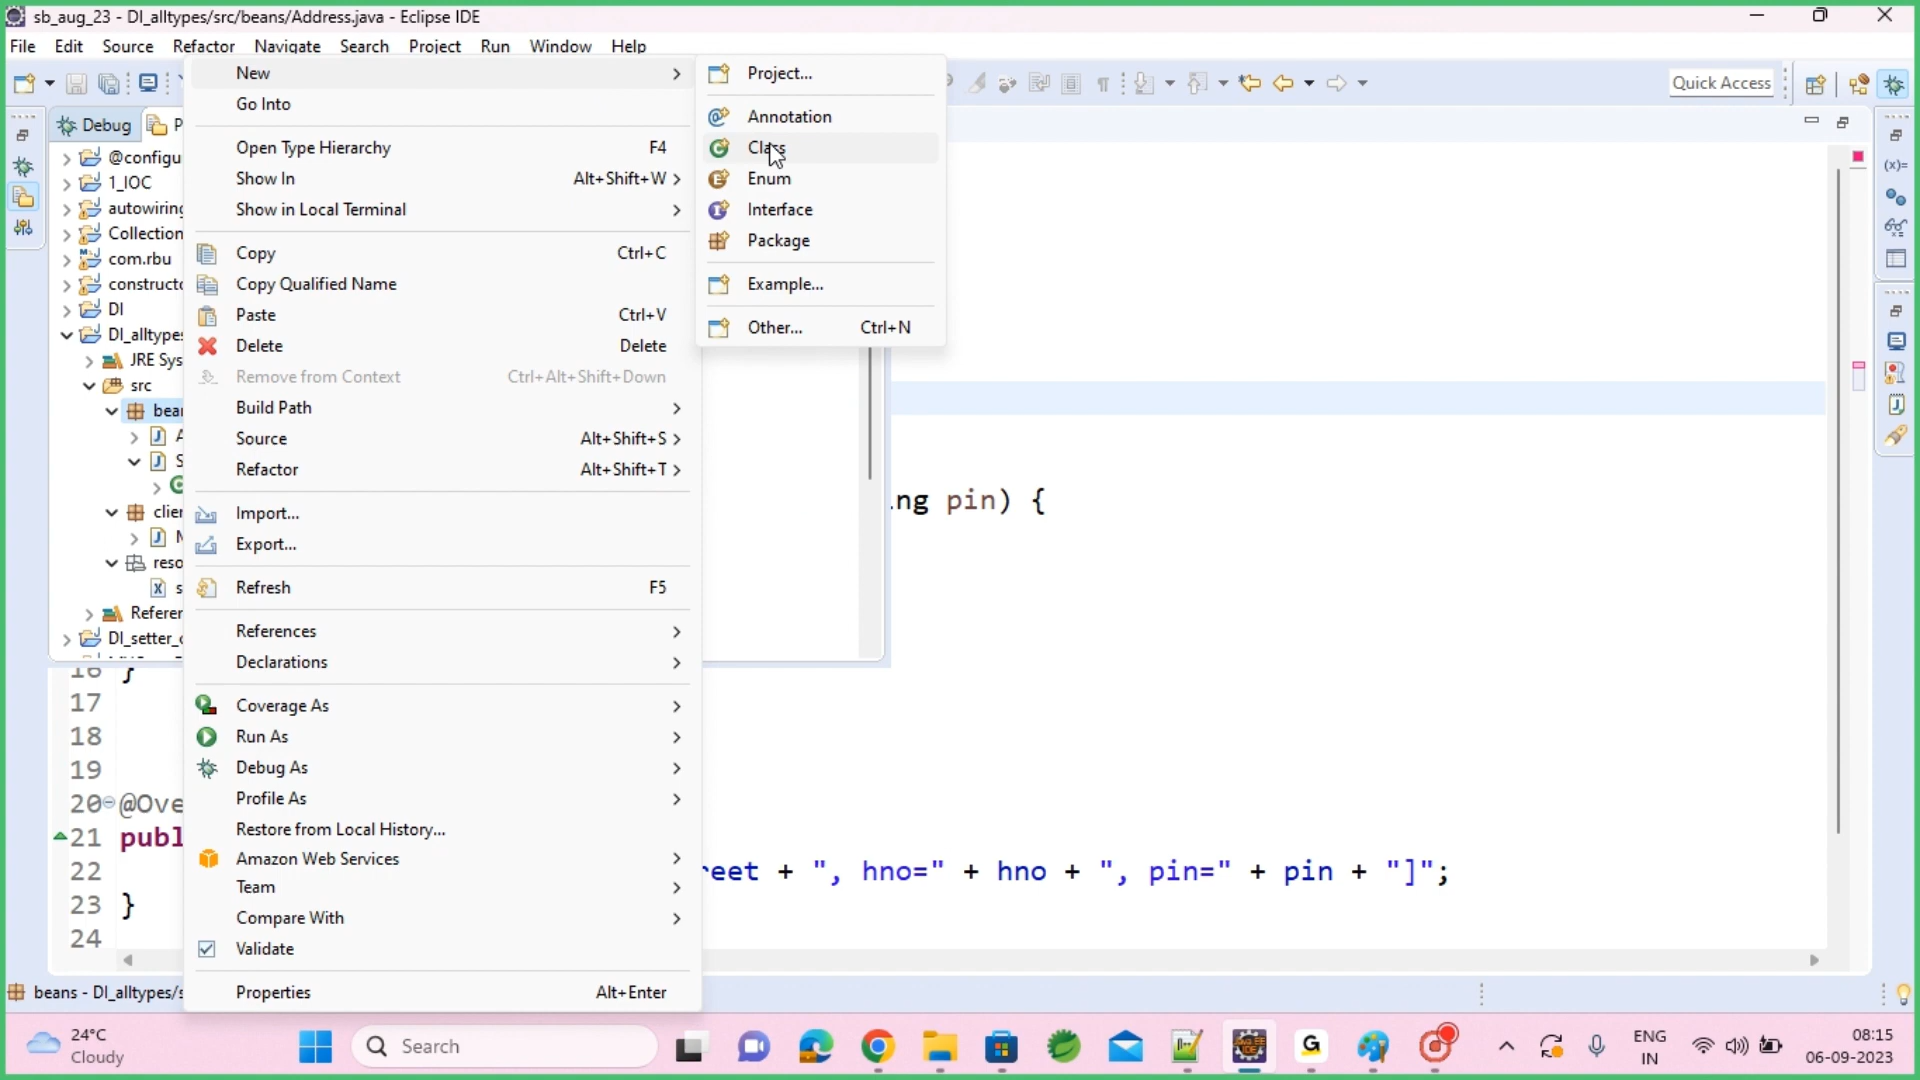 sb_aug_23 - DI_alltypes/src/beans/Address.java - Eclipse IDE
File Edit Source Refactor Navigate Search Project Run Window Help
Quick Access
Debug P
@configu
1_IOC
autowiring
Collection
com.rbu
constructo
DI
DI_alltypes
JRE Sys
src
bea
A
S
clier
reso
s
Referer
DI_setter_
New
Go Into
Open Type Hierarchy F4
Show In Alt+Shift+W
Show in Local Terminal
Copy Ctrl+C
Copy Qualified Name
Paste Ctrl+V
Delete Delete
Remove from Context Ctrl+Alt+Shift+Down
Build Path
Source Alt+Shift+S
Refactor Alt+Shift+T
Import...
Export...
Refresh F5
References
Declarations
Coverage As
Run As
Debug As
Profile As
Restore from Local History...
Amazon Web Services
Team
Compare With
Validate
Properties Alt+Enter
Project...
Annotation
Class
Enum
Interface
Package
Example...
Other... Ctrl+N
ng pin) {
16 }
17
18
19
20 @Ove
21 publ
22 reet + ", hno=" + hno + ", pin=" + pin + "]";
23 }
24
beans - DI_alltypes/s
24°C
Cloudy
Search
ENG
IN
08:15
06-09-2023